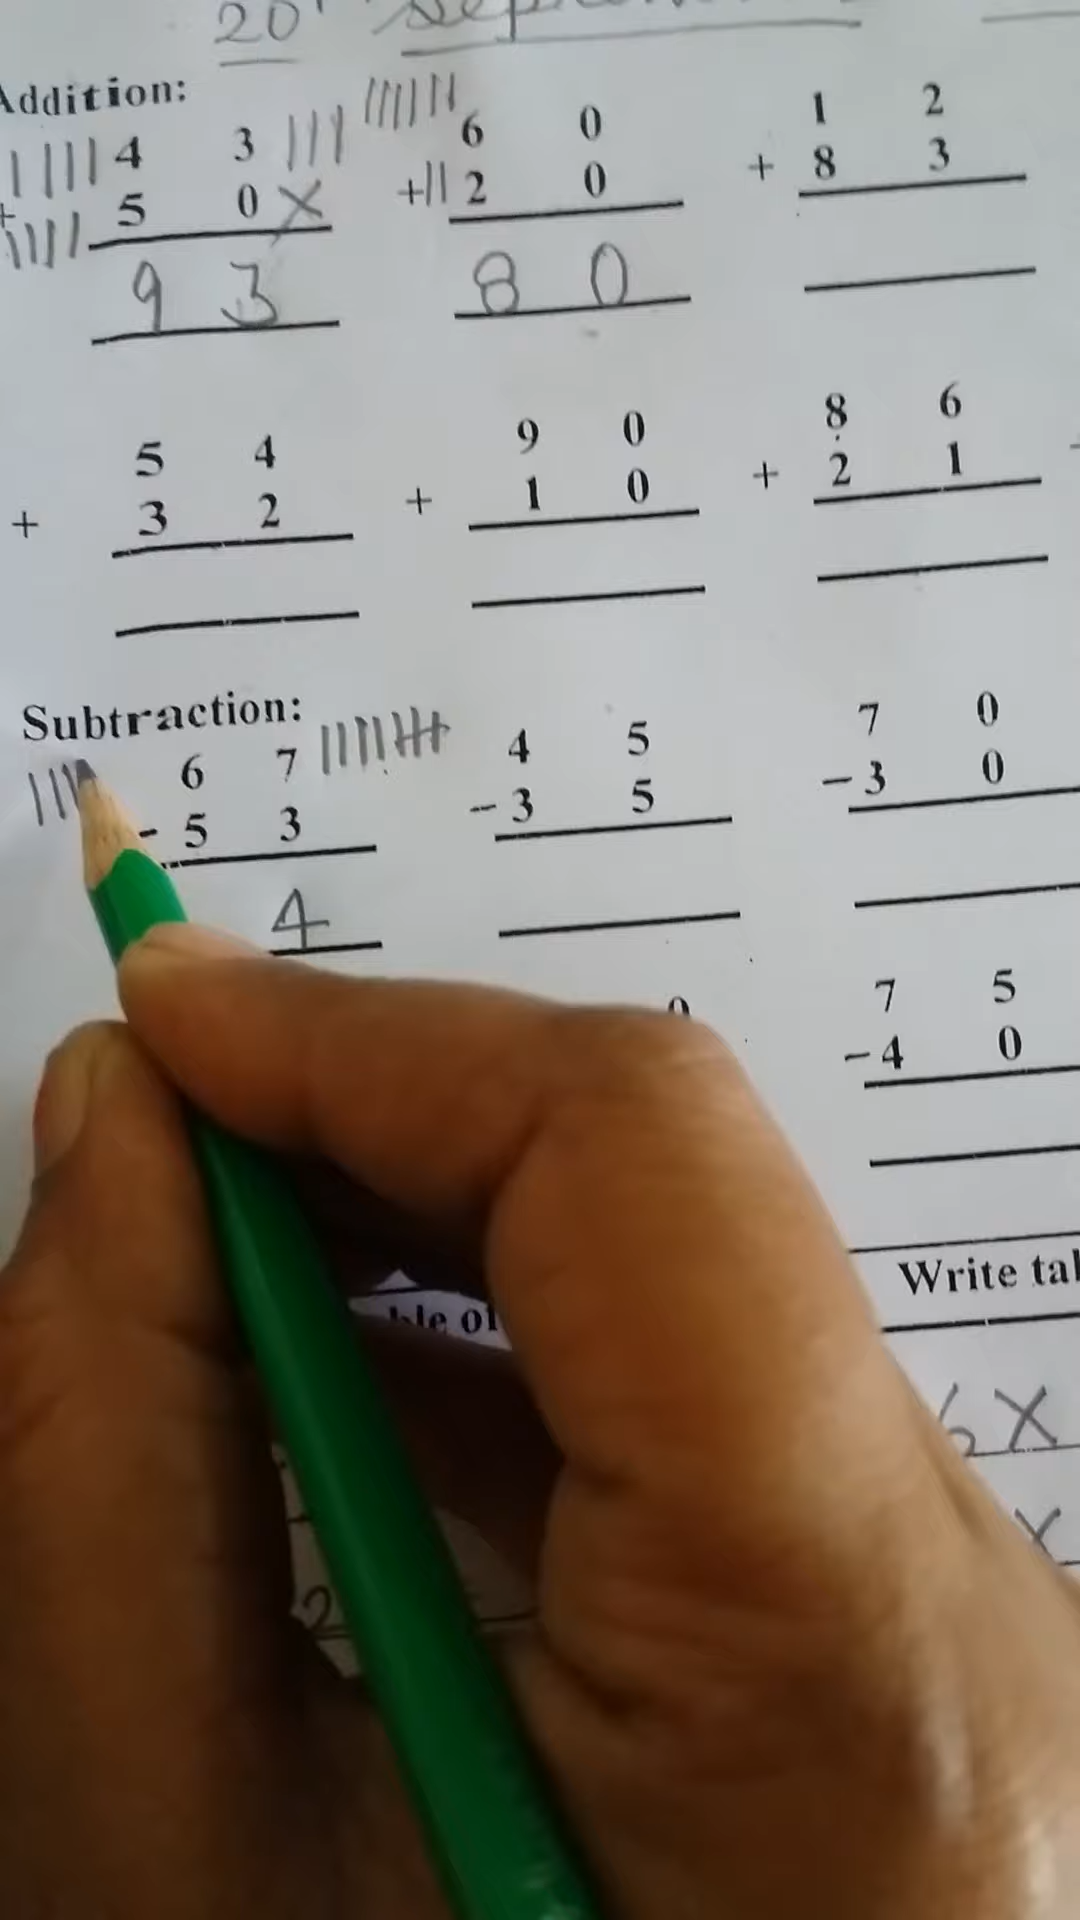 20
Addition:
4 3 6 0 1 2
+ 5 0 X + 2 0 + 8 3
9 3 8 0
5 4 9 0 8 6
+ 3 2 + 1 0 + 2 1
Subtraction:
6 7 4 5 7 0
- 5 3 - 3 5 - 3 0
4
0 7 5
- 4 0
Write
X
X
2